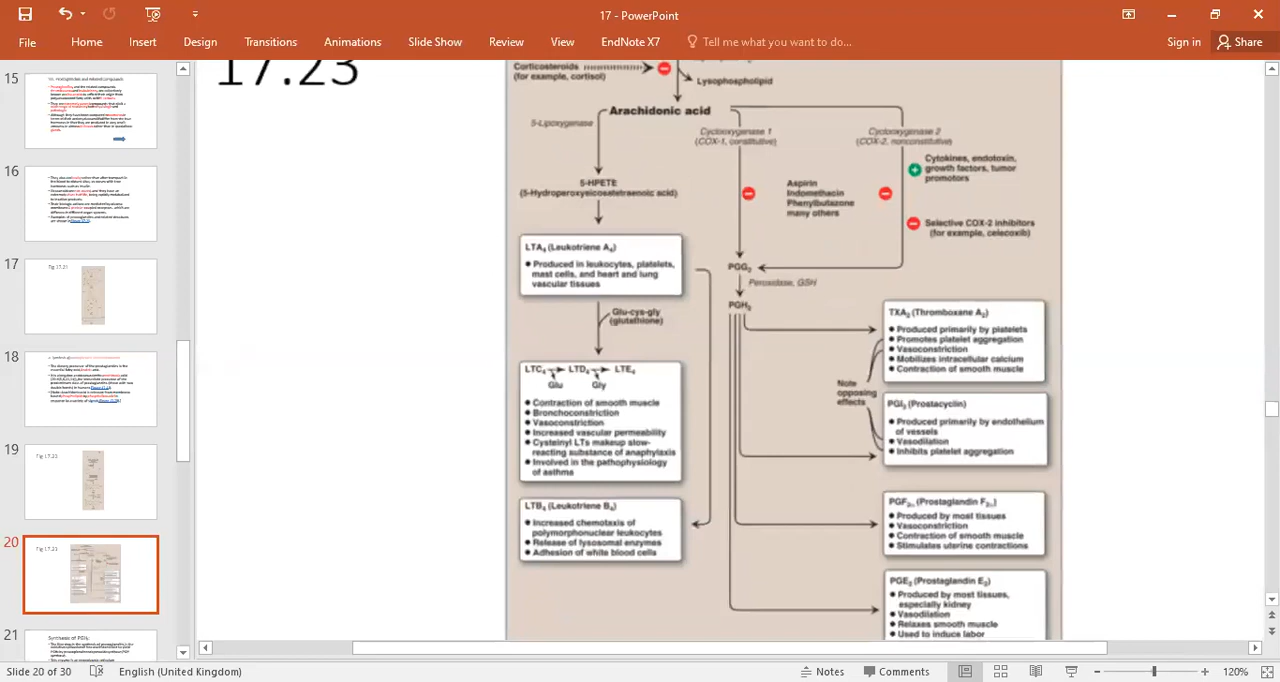 17 - PowerPoint
File Home Insert Design Transitions Animations Slide Show Review View EndNote X7 Tell me what you want to do... Sign in Share
15
16
17
Fig 17.21
18
19
Fig 17.22
20
Fig 17.23
21
Synthesis of PGH2:
17.23
Corticosteroids
(for example, cortisol)
Lysophospholipid
Arachidonic acid
5-Lipoxygenase
Cyclooxygenase 1
(COX-1, constitutive)
Cyclooxygenase 2
(COX-2, nonconstitutive)
Cytokines, endotoxin,
growth factors, tumor
promotors
5-HPETE
(5-Hydroperoxyeicosatetraenoic acid)
Aspirin
Indomethacin
Phenylbutazone
many others
Selective COX-2 inhibitors
(for example, celecoxib)
LTA4 (Leukotriene A4)
• Produced in leukocytes, platelets,
mast cells, and heart and lung
vascular tissues
PGG2
Peroxidase, GSH
PGH2
Glu-cys-gly
(glutathione)
TXA2 (Thromboxane A2)
• Produced primarily by platelets
• Promotes platelet aggregation
• Vasoconstriction
• Mobilizes intracellular calcium
• Contraction of smooth muscle
LTC4 LTD4 LTE4
Glu Gly
• Contraction of smooth muscle
• Bronchoconstriction
• Vasoconstriction
• Increased vascular permeability
• Cysteinyl LTs makeup slow-
reacting substance of anaphylaxis
• Involved in the pathophysiology
of asthma
Note
opposing
effects
PGI2 (Prostacyclin)
• Produced primarily by endothelium
of vessels
• Vasodilation
• Inhibits platelet aggregation
LTB4 (Leukotriene B4)
• Increased chemotaxis of
polymorphonuclear leukocytes
• Release of lysosomal enzymes
• Adhesion of white blood cells
PGF2α (Prostaglandin F2α)
• Produced by most tissues
• Vasoconstriction
• Contraction of smooth muscle
• Stimulates uterine contractions
PGE2 (Prostaglandin E2)
• Produced by most tissues,
especially kidney
• Vasodilation
• Relaxes smooth muscle
• Used to induce labor
Slide 20 of 30 English (United Kingdom) Notes Comments 120%